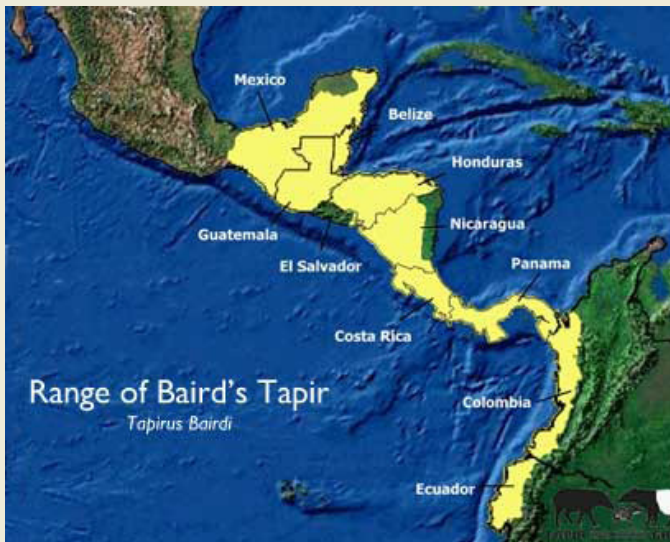 Mexico
Belize
Honduras
Guatemala
Nicaragua
El Salvador
Panama
Costa Rica
Range of Baird's Tapir
Tapirus Bairdi
Colombia
Ecuador